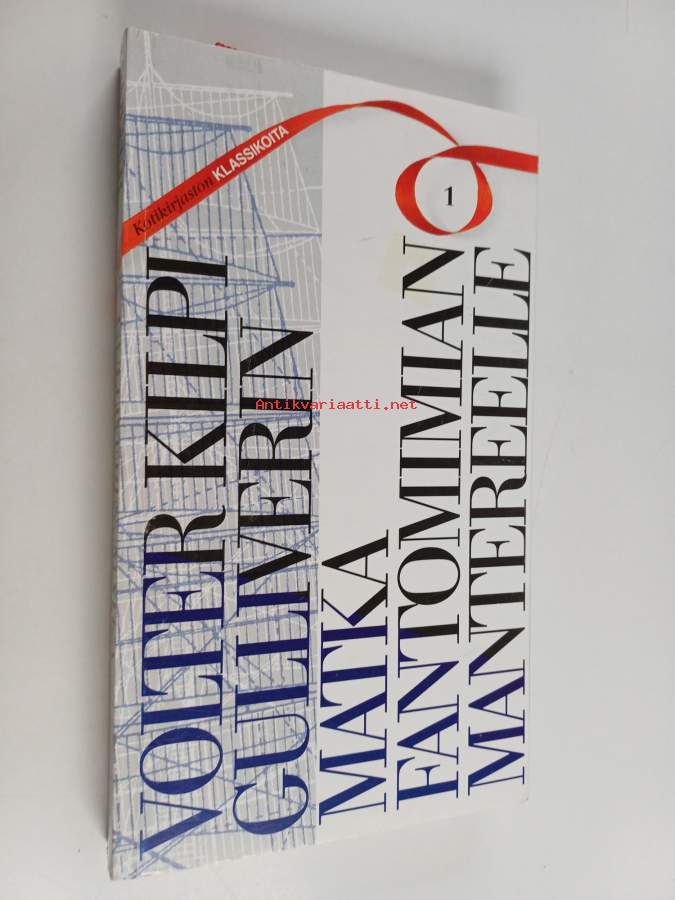 Kotikirjaston KLASSIKOITA
1
VOLTER KILPI
GULLIVERIN
MATKA
FANTOMIMIAN
MANTEREELLE
Antikvariaatti.net